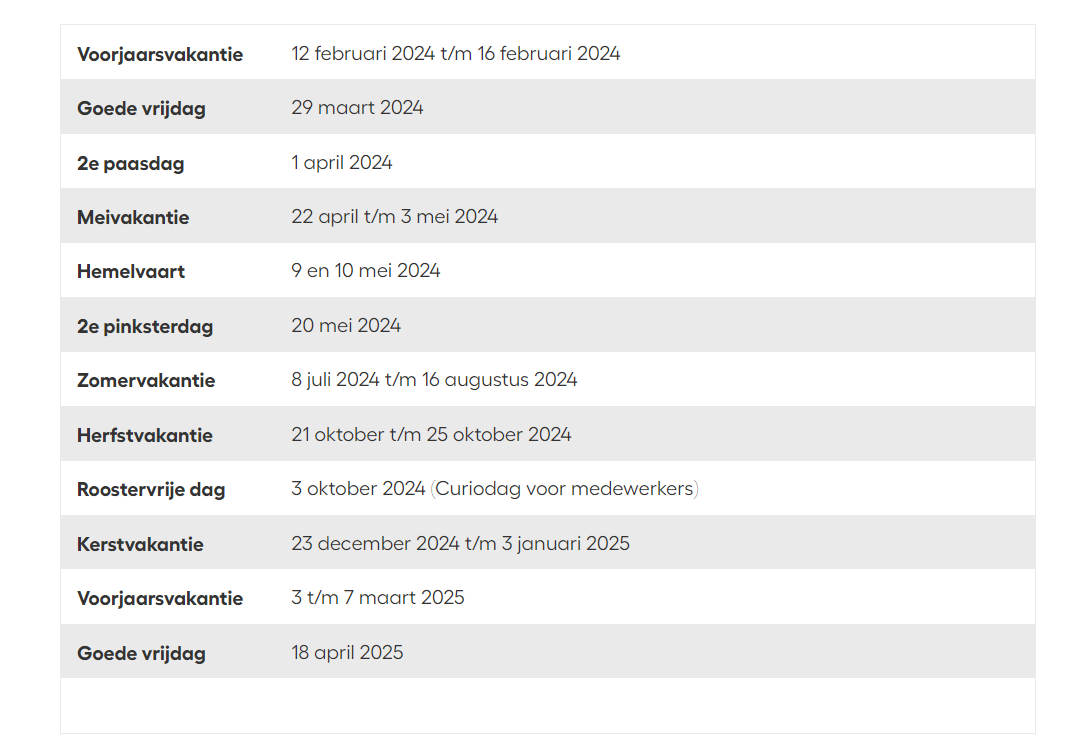 Voorjaarsvakantie 12 februari 2024 t/m 16 februari 2024
Goede vrijdag 29 maart 2024
2e paasdag 1 april 2024
Meivakantie 22 april t/m 3 mei 2024
Hemelvaart 9 en 10 mei 2024
2e pinksterdag 20 mei 2024
Zomervakantie 8 juli 2024 t/m 16 augustus 2024
Herfstvakantie 21 oktober t/m 25 oktober 2024
Roostervrije dag 3 oktober 2024 (Curiodag voor medewerkers)
Kerstvakantie 23 december 2024 t/m 3 januari 2025
Voorjaarsvakantie 3 t/m 7 maart 2025
Goede vrijdag 18 april 2025